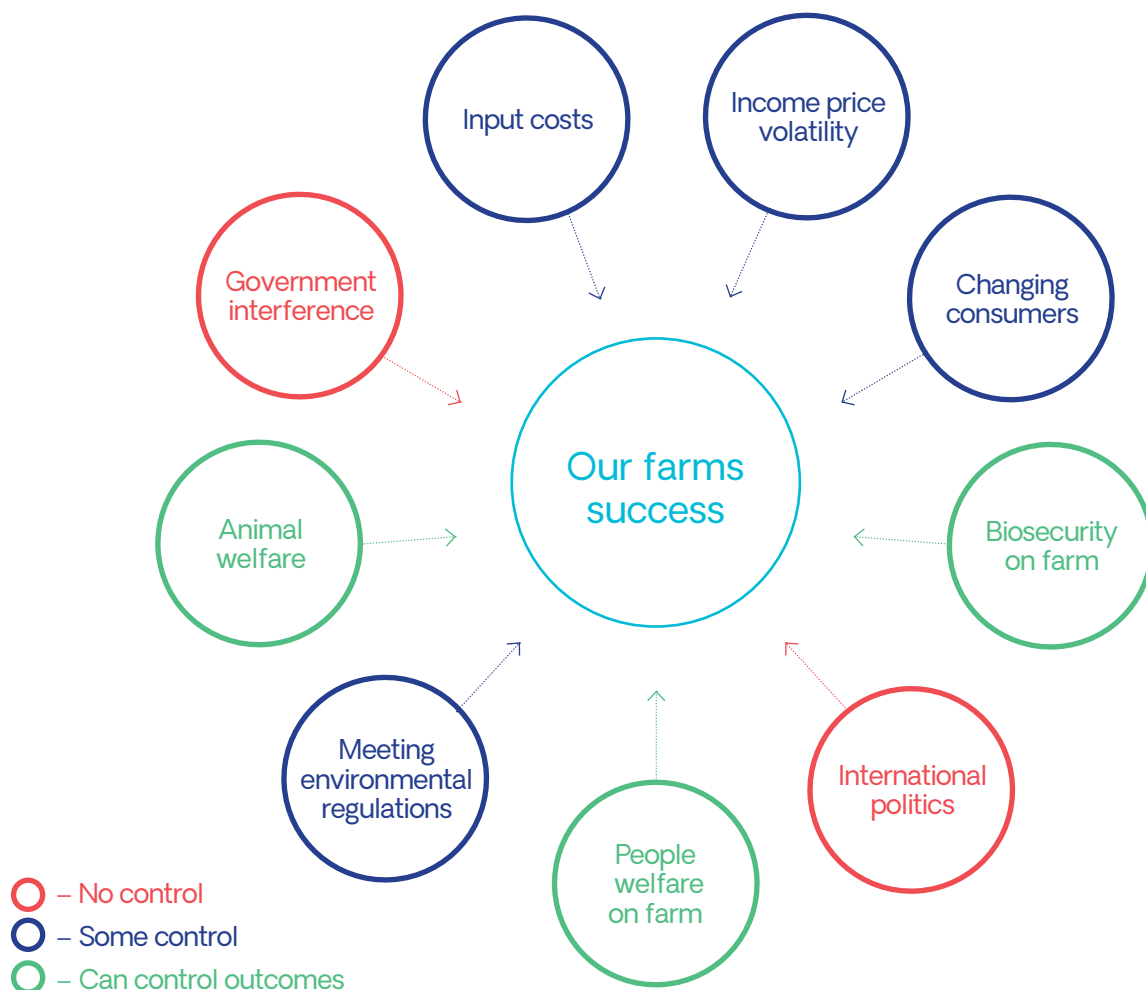 Input costs
Income price
volatility
Government
interference
Changing
consumers
Our farms
success
Animal
welfare
Biosecurity
on farm
Meeting
environmental
regulations
International
politics
People
welfare
on farm
– No control
– Some control
– Can control outcomes